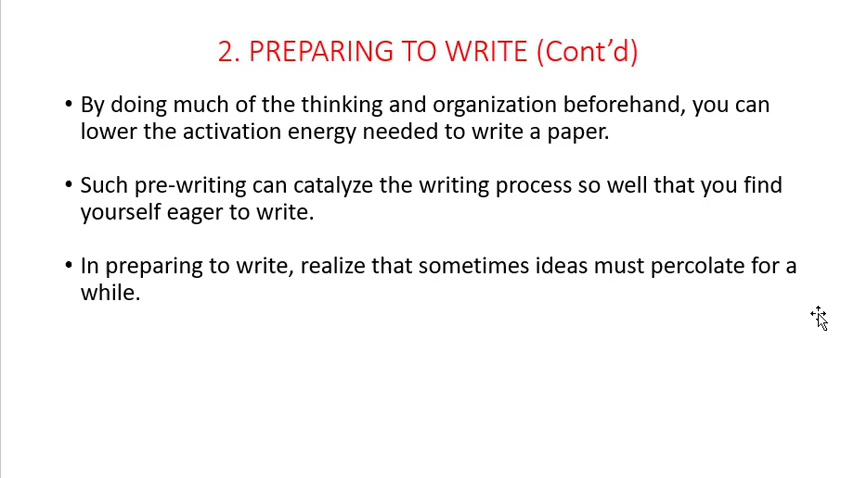 2. PREPARING TO WRITE (Cont’d)
• By doing much of the thinking and organization beforehand, you can
lower the activation energy needed to write a paper.
• Such pre-writing can catalyze the writing process so well that you find
yourself eager to write.
• In preparing to write, realize that sometimes ideas must percolate for a
while.